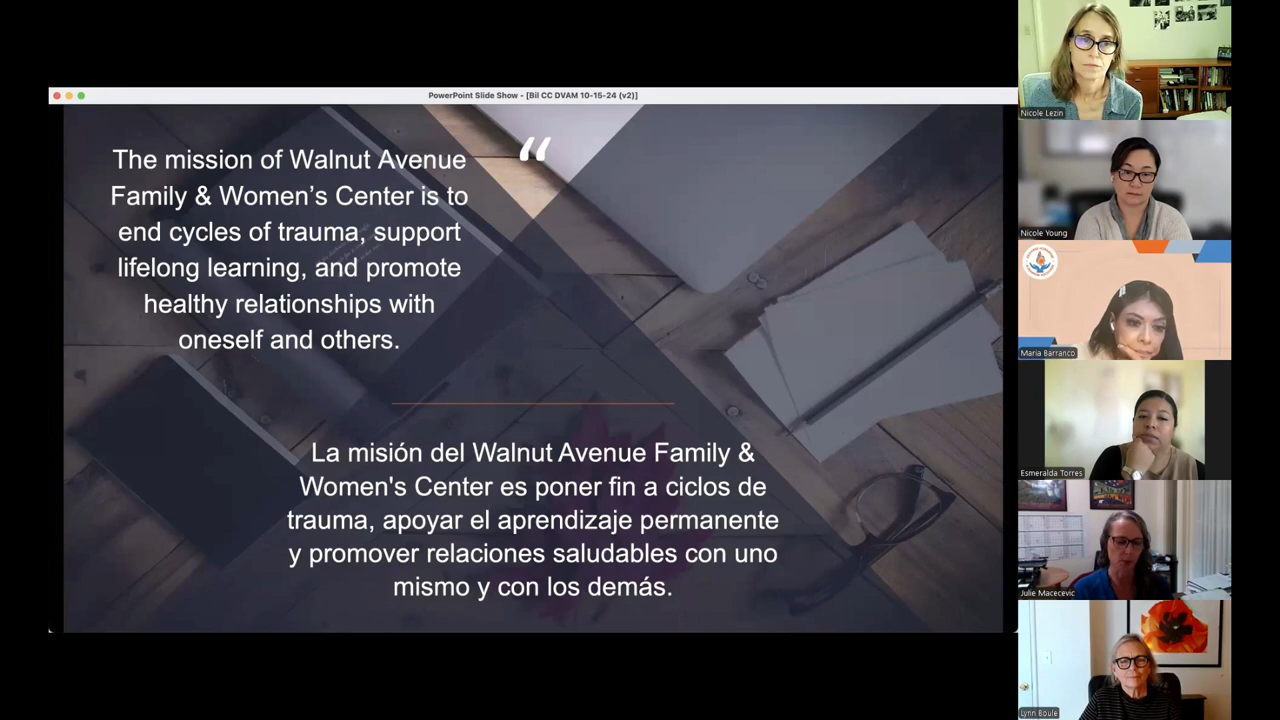 PowerPoint Slide Show - [Bil CC DVAM 10-15-24 (v2)]
“
The mission of Walnut Avenue
Family & Women’s Center is to
end cycles of trauma, support
lifelong learning, and promote
healthy relationships with
oneself and others.
La misión del Walnut Avenue Family &
Women's Center es poner fin a ciclos de
trauma, apoyar el aprendizaje permanente
y promover relaciones saludables con uno
mismo y con los demás.
Nicole Lezin
Nicole Young
Maria Barranco
Esmeralda Torres
Julie Macecevic
Lynn Boule